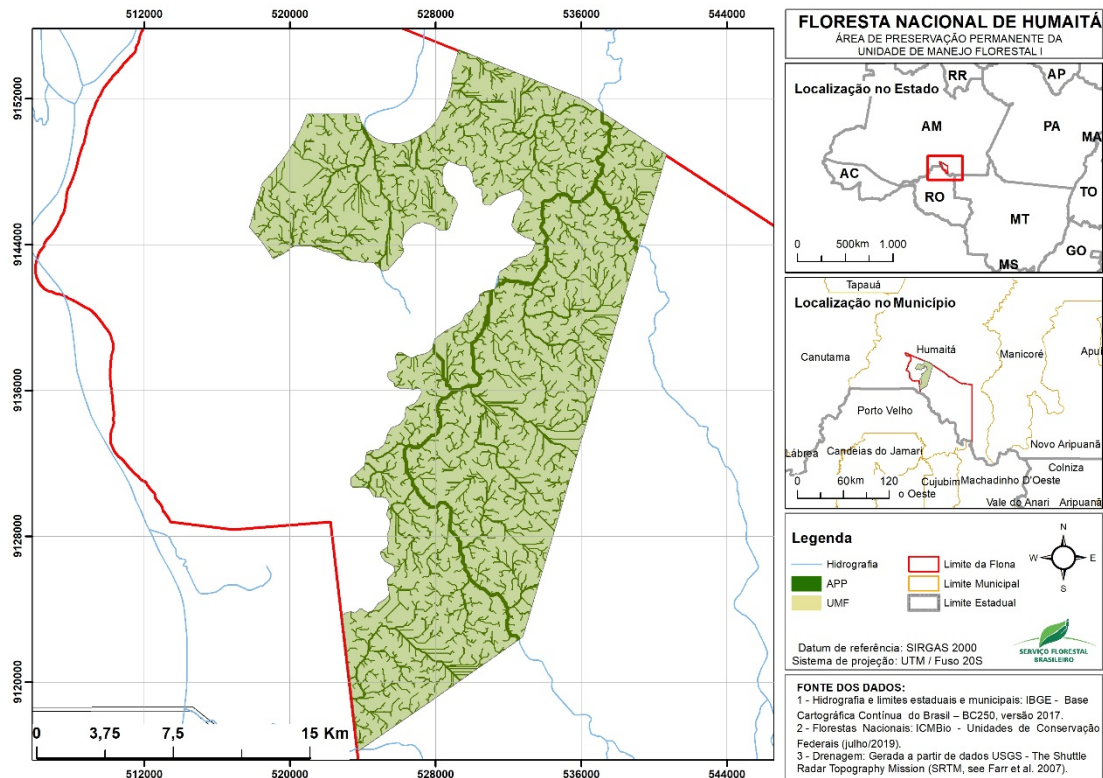 512000 520000 528000 536000 544000
9152000
9144000
9136000
9128000
9120000
0 3,75 7,5 15 Km
512000 520000 528000 536000 544000
FLORESTA NACIONAL DE HUMAITÁ
ÁREA DE PRESERVAÇÃO PERMANENTE DA
UNIDADE DE MANEJO FLORESTAL I
Localização no Estado
RR
AP
AM
PA
MA
AC
RO
TO
MT
GO
MS
0 500km 1.000
Localização no Município
Tapauá
Canutama
Humaitá
Manicoré
Apuí
Porto Velho
Lábrea
Candeias do Jamari
Novo Aripuanã
Colniza
Cujubim
Machadinho D'Oeste
0 60km 120
o Oeste
Vale do Anari
Aripuanã
Legenda
Hidrografia
APP
UMF
Limite da Flona
Limite Municipal
Limite Estadual
N
W
E
S
SERVIÇO FLORESTAL
BRASILEIRO
Datum de referência: SIRGAS 2000
Sistema de projeção: UTM / Fuso 20S
FONTE DOS DADOS:
1 - Hidrografia e limites estaduais e municipais: IBGE - Base
Cartográfica Contínua do Brasil – BC250, versão 2017.
2 - Florestas Nacionais: ICMBio - Unidades de Conservação
Federais (julho/2019).
3 - Drenagem: Gerada a partir de dados USGS - The Shuttle
Radar Topography Mission (SRTM, see Farr et al. 2007).